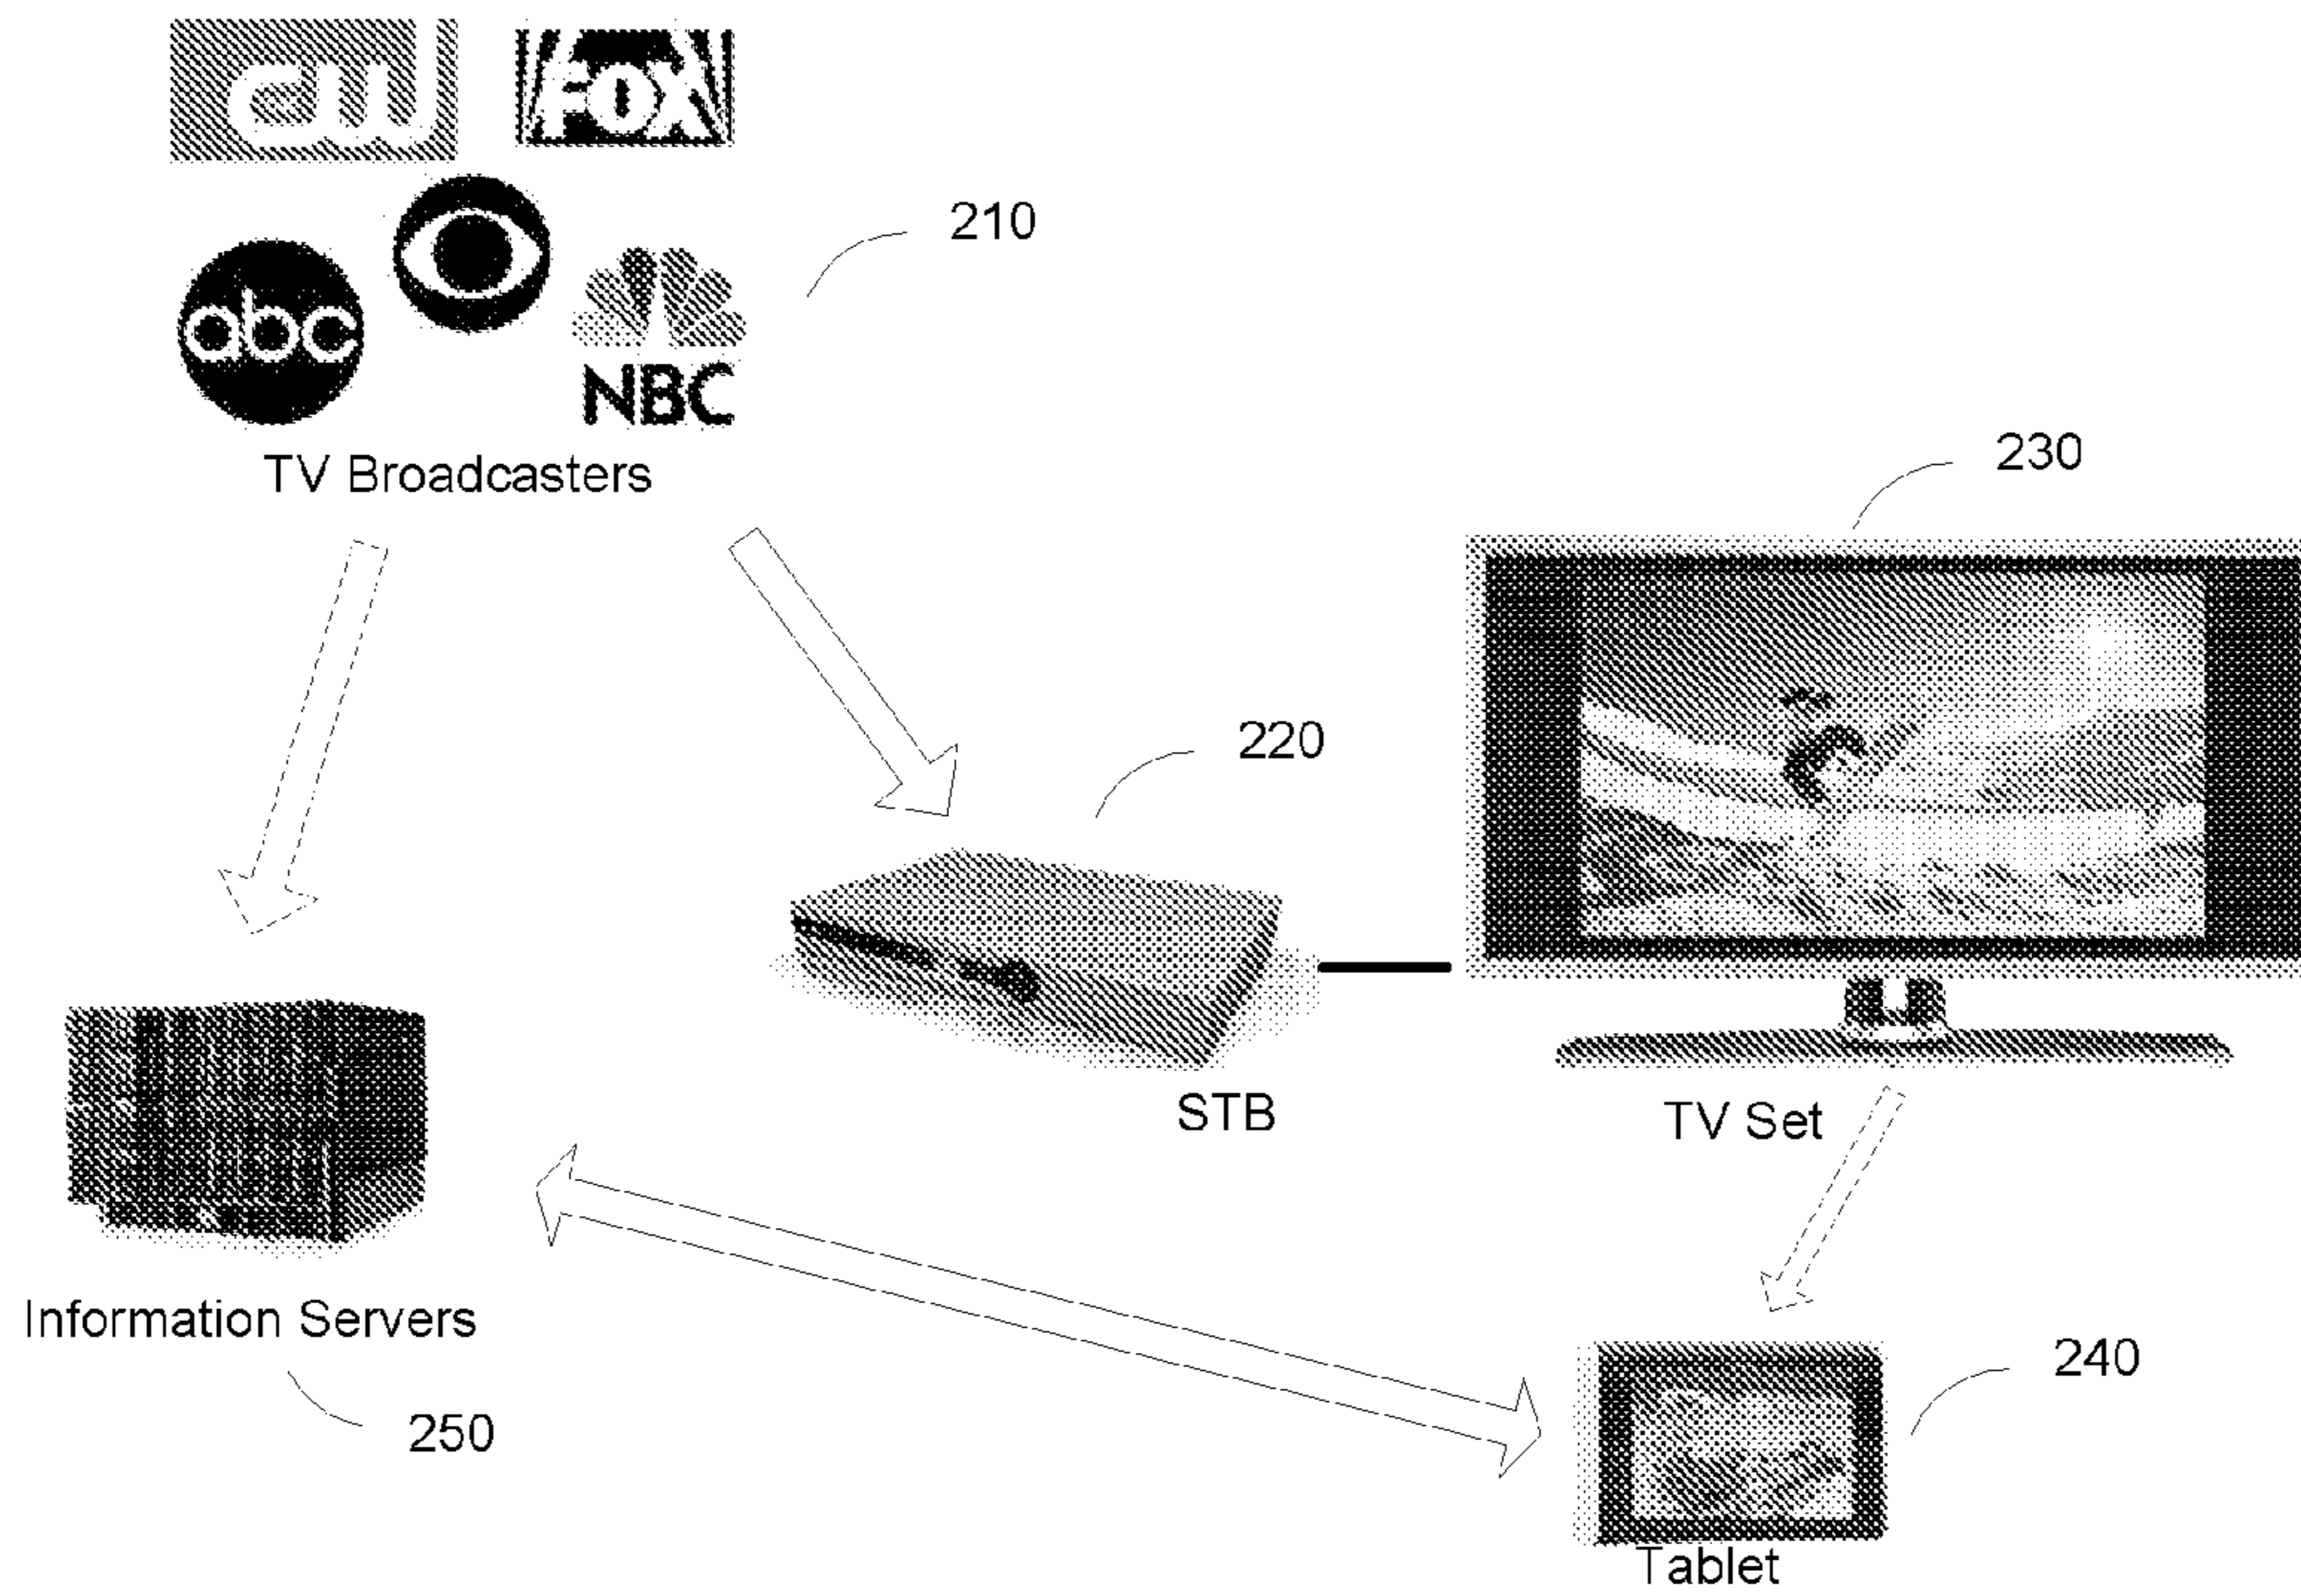 CW
FOX
abc
NBC
210
TV Broadcasters
230
220
STB
TV Set
Information Servers
250
240
Tablet